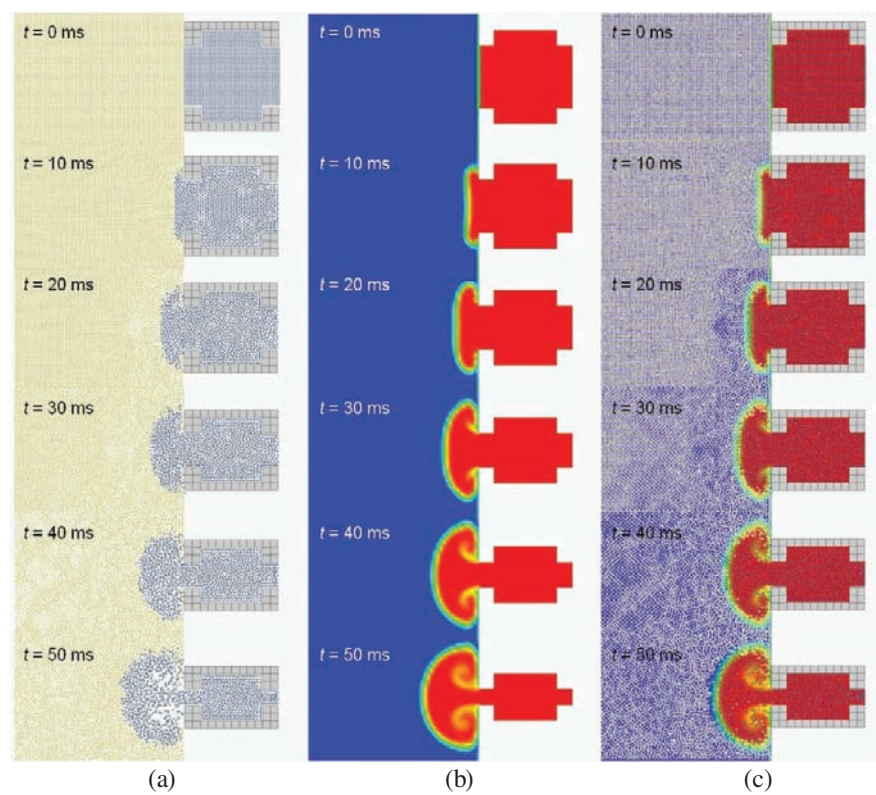 t = 0 ms t = 0 ms t = 0 ms
t = 10 ms t = 10 ms t = 10 ms
t = 20 ms t = 20 ms t = 20 ms
t = 30 ms t = 30 ms t = 30 ms
t = 40 ms t = 40 ms t = 40 ms
t = 50 ms t = 50 ms t = 50 ms
(a) (b) (c)